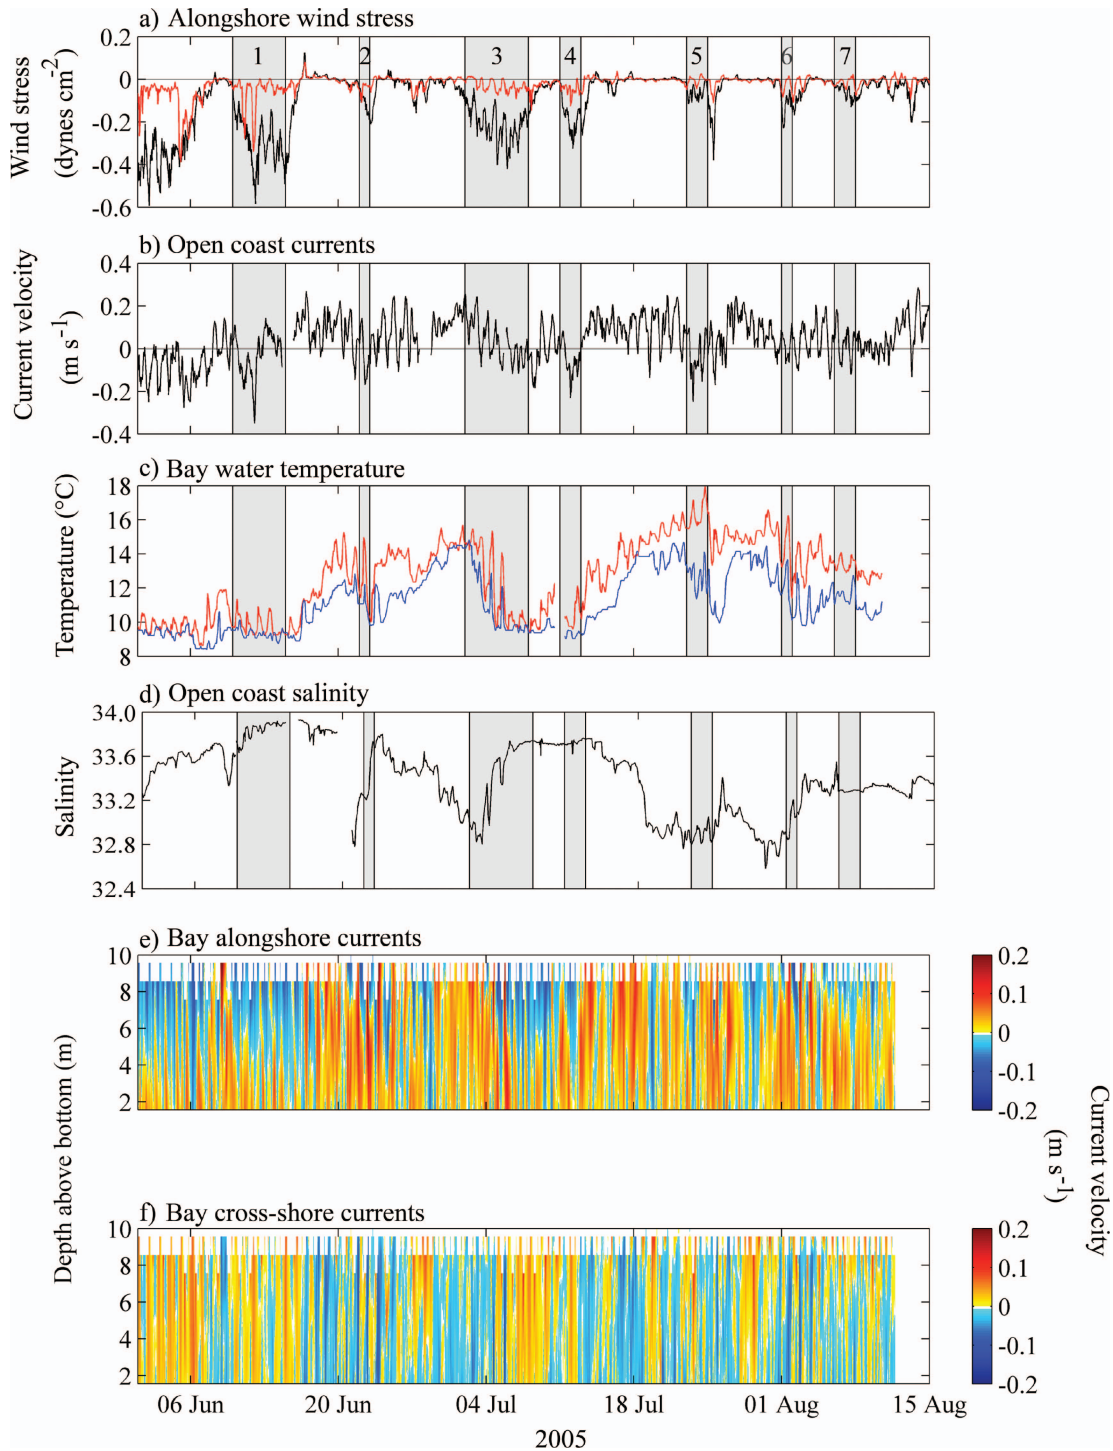 a) Alongshore wind stress
Wind stress
(dynes cm⁻²)
0.2
0
-0.2
-0.4
-0.6
1
2
3
4
5
6
7
b) Open coast currents
Current velocity
(m s⁻¹)
0.4
0.2
0
-0.2
-0.4
c) Bay water temperature
Temperature (°C)
18
16
14
12
10
8
d) Open coast salinity
Salinity
34.0
33.6
33.2
32.8
32.4
e) Bay alongshore currents
10
8
6
4
2
0.2
0.1
0
-0.1
-0.2
Depth above bottom (m)
Current velocity
(m s⁻¹)
f) Bay cross-shore currents
10
8
6
4
2
0.2
0.1
0
-0.1
-0.2
06 Jun
20 Jun
04 Jul
18 Jul
01 Aug
15 Aug
2005